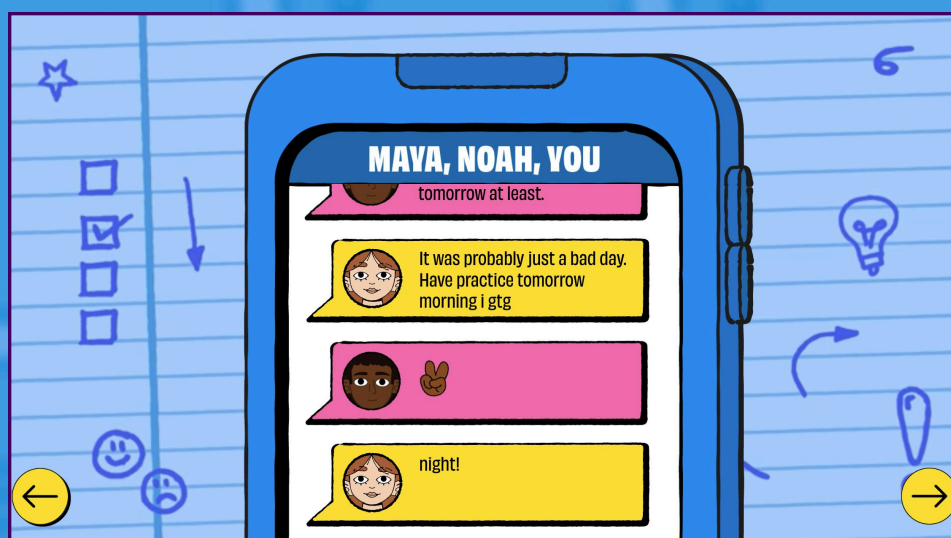 MAYA, NOAH, YOU
tomorrow at least.
It was probably just a bad day.
Have practice tomorrow
morning i gtg
night!